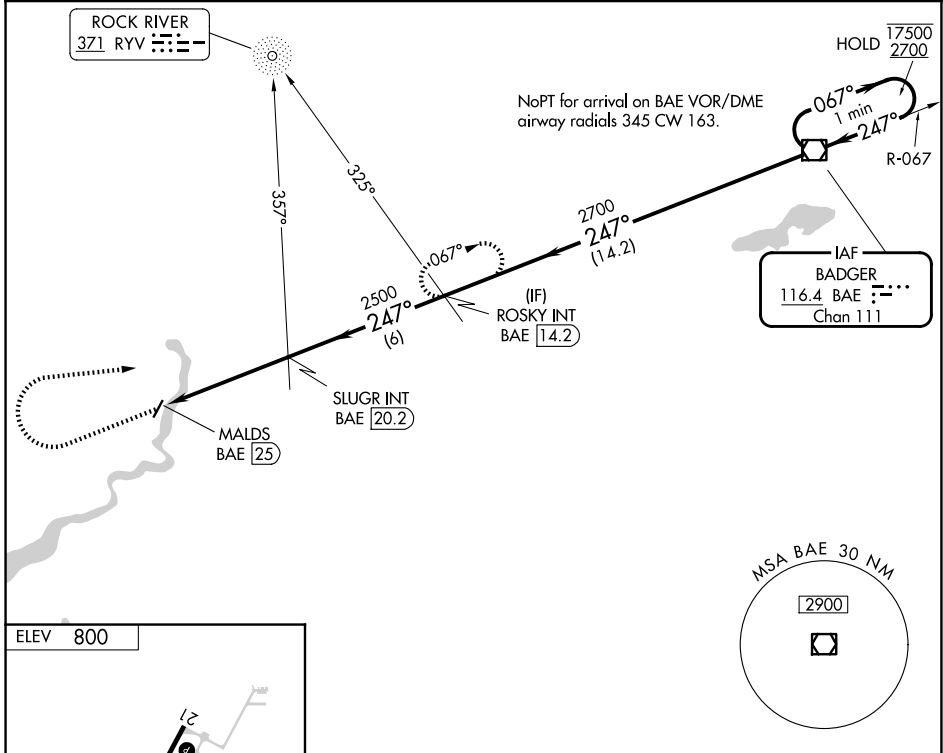 ROCK RIVER
371 RYV
HOLD 17500
2700
NoPT for arrival on BAE VOR/DME
airway radials 345 CW 163.
067°
1 min
247°
R-067
357°
325°
2700
247°
(14.2)
067°
IAF
BADGER
116.4 BAE
Chan 111
(IF)
ROSKY INT
BAE 14.2
2500
247°
(6)
SLUGR INT
BAE 20.2
MALDS
BAE 25
MSA BAE 30 NM
2900
ELEV 800
21
P